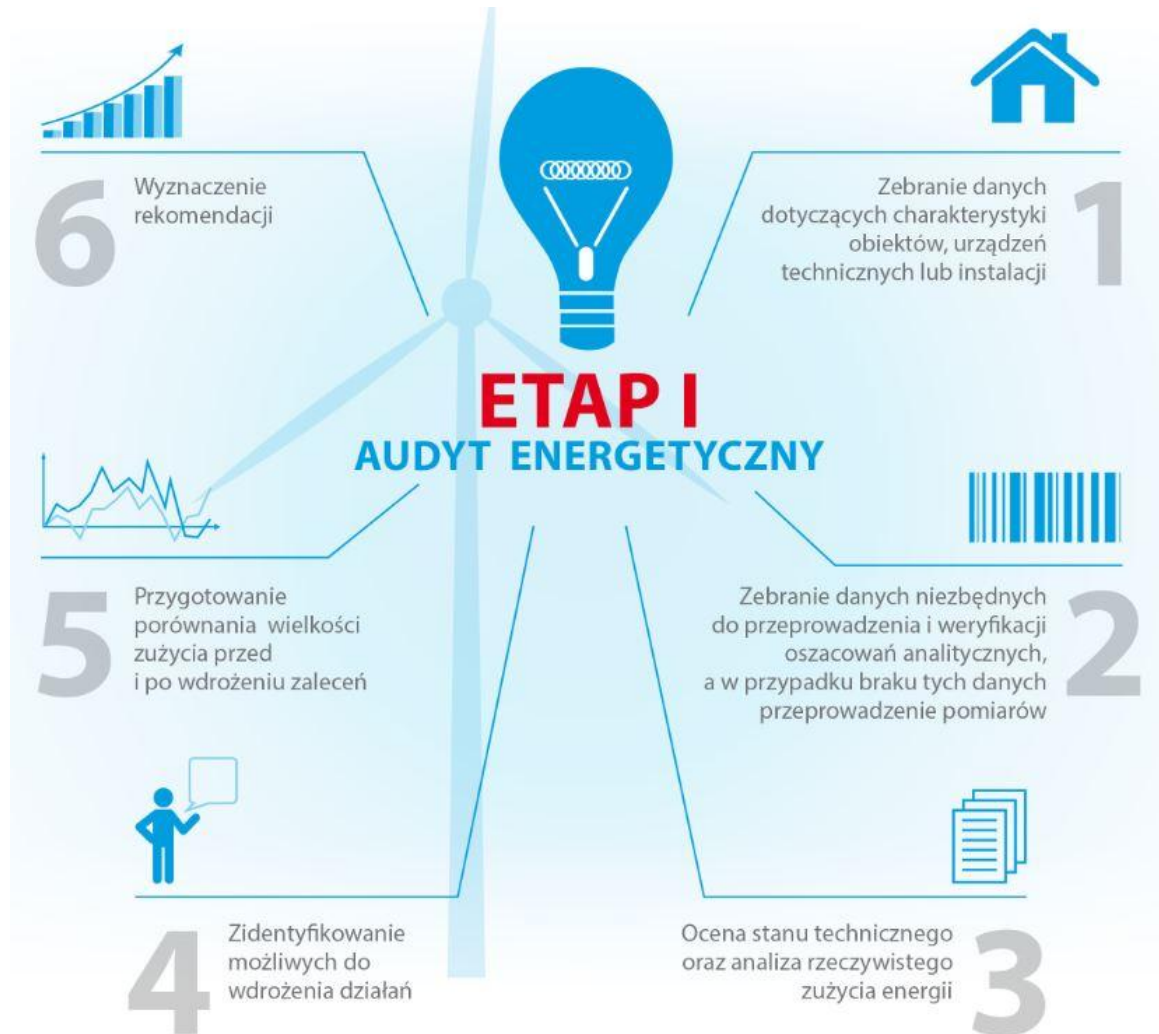 ETAP I
AUDYT ENERGETYCZNY
1
Zebranie danych
dotyczących charakterystyki
obiektów, urządzeń
technicznych lub instalacji
2
Zebranie danych niezbędnych
do przeprowadzenia i weryfikacji
oszacowań analitycznych,
a w przypadku braku tych danych
przeprowadzenie pomiarów
3
Ocena stanu technicznego
oraz analiza rzeczywistego
zużycia energii
4
Zidentyfikowanie
możliwych do
wdrożenia działań
5
Przygotowanie
porównania wielkości
zużycia przed
i po wdrożeniu zaleceń
6
Wyznaczenie
rekomendacji